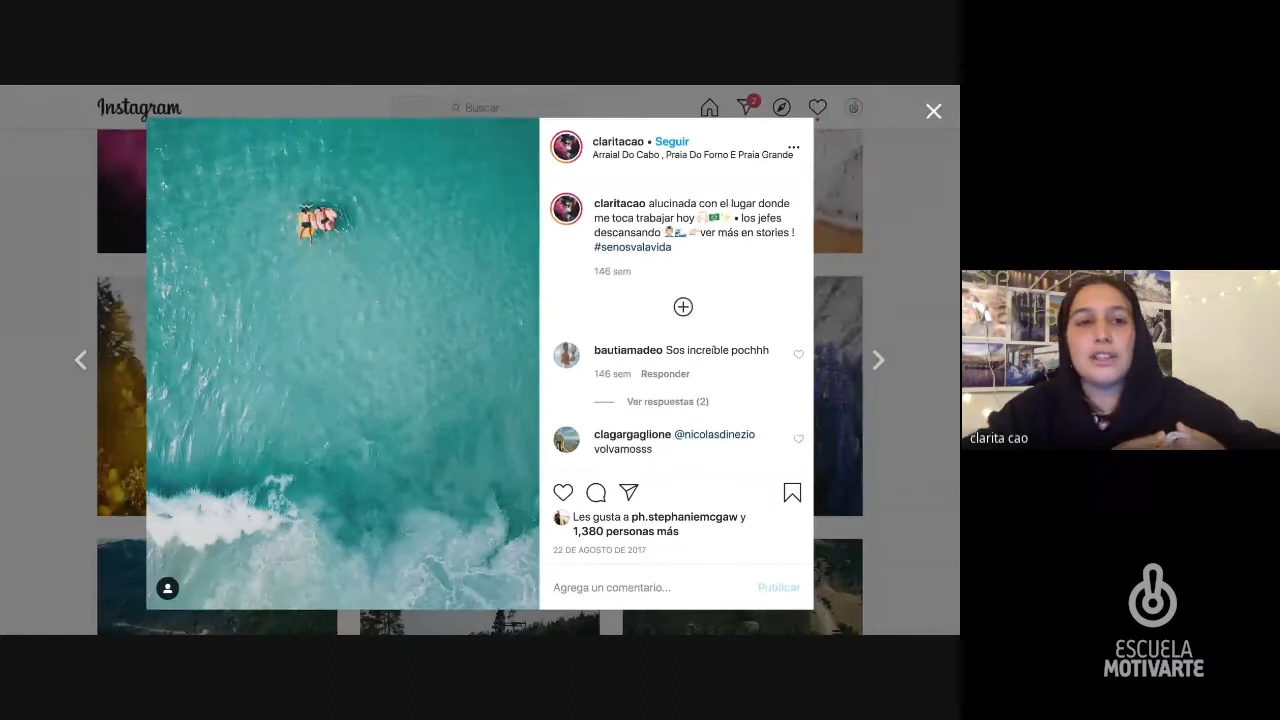 Instagram
Buscar
2
claritacao • Seguir
Arraial Do Cabo , Praia Do Forno E Praia Grande
claritacao alucinada con el lugar donde
me toca trabajar hoy 🙌🏻💵✨ • los jefes
descansando 💆🏻‍♂️🌊👉🏻ver más en stories !
#senosvalavida
146 sem
bautiamadeo Sos increíble pochhh
146 sem Responder
Ver respuestas (2)
clagargaglione @nicolasdinezio
volvamosss
Les gusta a ph.stephaniemcgaw y
1,380 personas más
22 DE AGOSTO DE 2017
Agrega un comentario...
Publicar
clarita cao
ESCUELA
MOTIVARTE